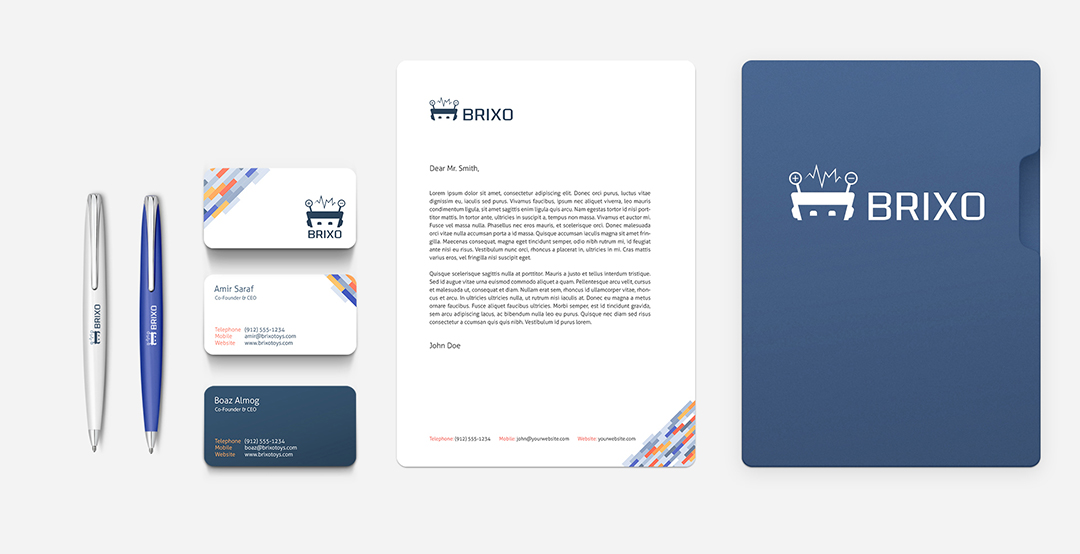 BRIXO
BRIXO
BRIXO
Amir Saraf
Co-Founder & CEO
Telephone (912) 555-1234
Mobile amir@brixotoys.com
Website www.brixotoys.com
Boaz Almog
Co-Founder & CEO
Telephone (912) 555-1234
Mobile boaz@brixotoys.com
Website www.brixotoys.com
BRIXO
Dear Mr. Smith,
Lorem ipsum dolor sit amet, consectetur adipiscing elit. Donec orci purus, luctus vitae
dignissim eu, iaculis sed purus. Vivamus faucibus, ipsum nec aliquet viverra, leo mauris
condimentum ligula, sit amet sagittis enim ligula quis arcu. Nam egestas tortor id nisi port-
titor mattis. In tortor ante, ultricies in suscipit a, tempus non massa. Vivamus et auctor mi.
Fusce vel massa nulla. Phasellus nec eros mauris, et scelerisque orci. Donec malesuada
orci vitae nulla accumsan porta a id massa. Quisque iaculis magna sit amet frin-
gilla. Maecenas consequat, magna eget tincidunt semper, odio nibh rutrum mi, id feugiat
ante nisi eu risus. Vestibulum nunc orci, rhoncus a placerat in, ultricies in mi. Cras mattis
varius eros, vel fringilla nisi suscipit eget.
Quisque scelerisque sagittis nulla at porttitor. Mauris a justo et tellus interdum tristique.
Sed id augue vitae urna euismod commodo aliquet a quam. Pellentesque arcu velit, cursus
et malesuada ut, consequat et diam. Nullam erat sem, rhoncus id ullamcorper vitae, rhon-
cus et arcu. In ultricies ultricies nulla, ut rutrum nisi iaculis at. Donec eu magna a metus
ornare faucibus. Fusce aliquet faucibus ultricies. Morbi semper, est id tincidunt gravida,
sem arcu adipiscing lacus, ac bibendum nulla leo eu purus. Quisque nec diam sed risus
consectetur a ccumsan quis quis nibh. Vestibulum id purus lorem.
John Doe
Telephone: (912) 555-1234 Mobile: john@yourwebsite.com Website: yourwebsite.com
BRIXO